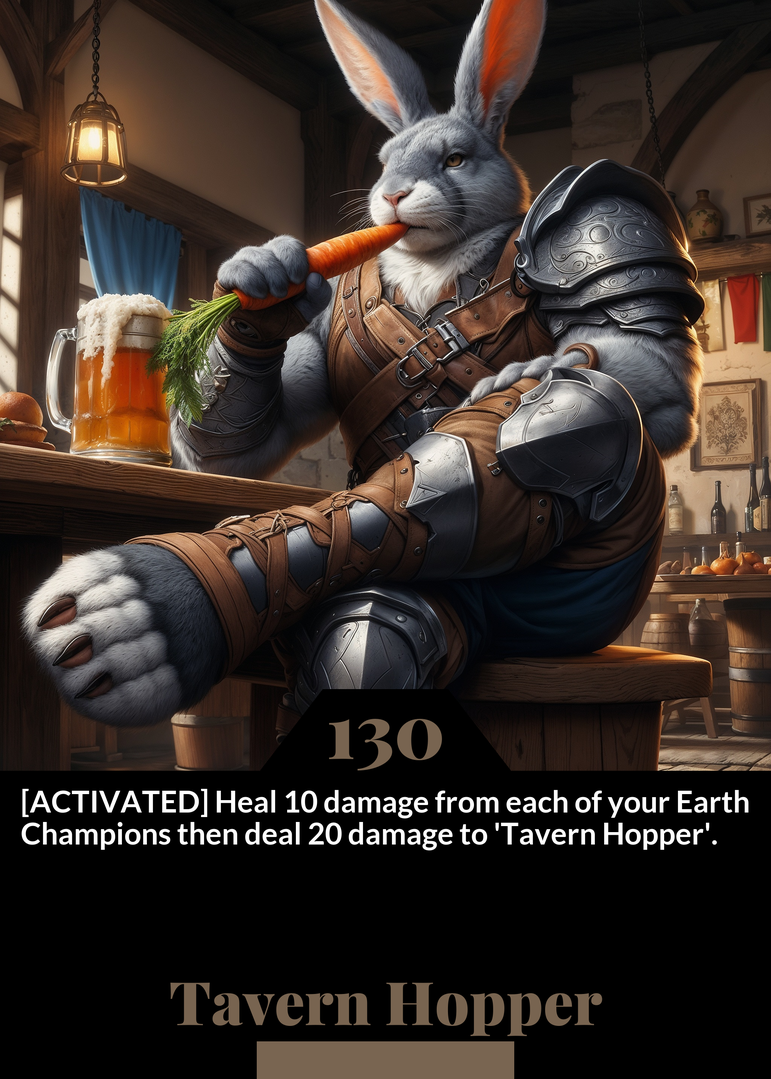 130
[ACTIVATED] Heal 10 damage from each of your Earth
Champions then deal 20 damage to 'Tavern Hopper'.
Tavern Hopper